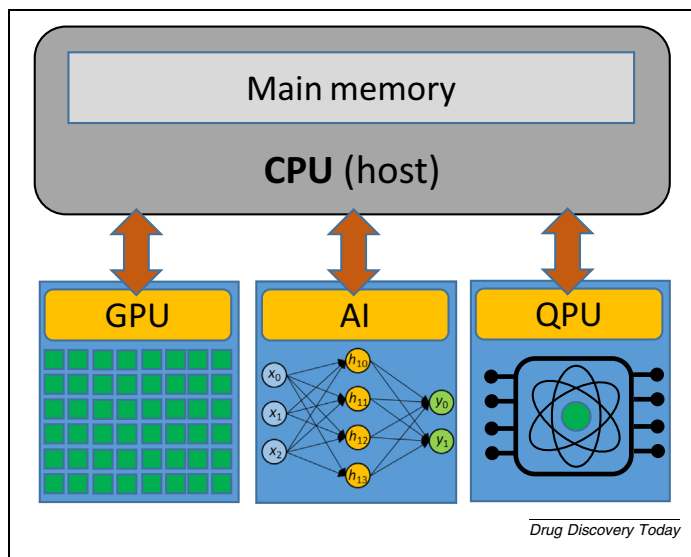 Main memory
CPU (host)
GPU
AI
QPU
x0
x1
x2
h10
h11
h12
h13
y0
y1
Drug Discovery Today